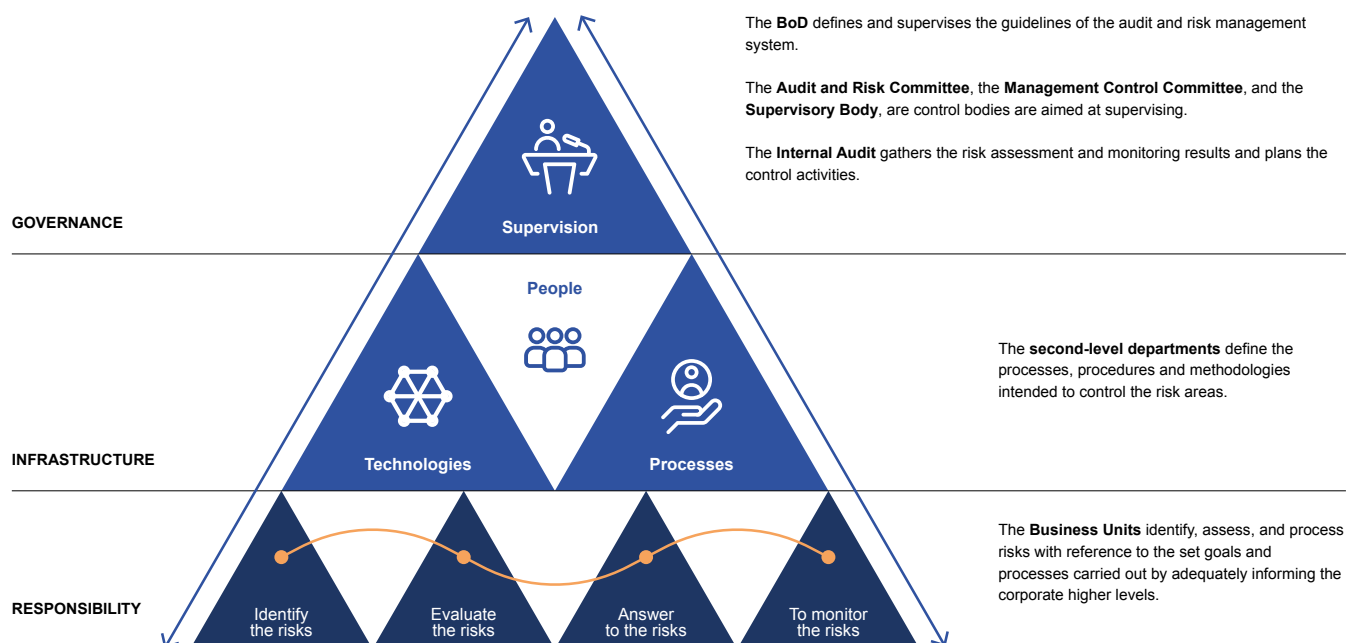 The BoD defines and supervises the guidelines of the audit and risk management
system.
The Audit and Risk Committee, the Management Control Committee, and the
Supervisory Body, are control bodies are aimed at supervising.
The Internal Audit gathers the risk assessment and monitoring results and plans the
control activities.
GOVERNANCE
Supervision
People
The second-level departments define the
processes, procedures and methodologies
intended to control the risk areas.
INFRASTRUCTURE
Technologies
Processes
The Business Units identify, assess, and process
risks with reference to the set goals and
processes carried out by adequately informing the
corporate higher levels.
RESPONSIBILITY
Identify
the risks
Evaluate
the risks
Answer
to the risks
To monitor
the risks